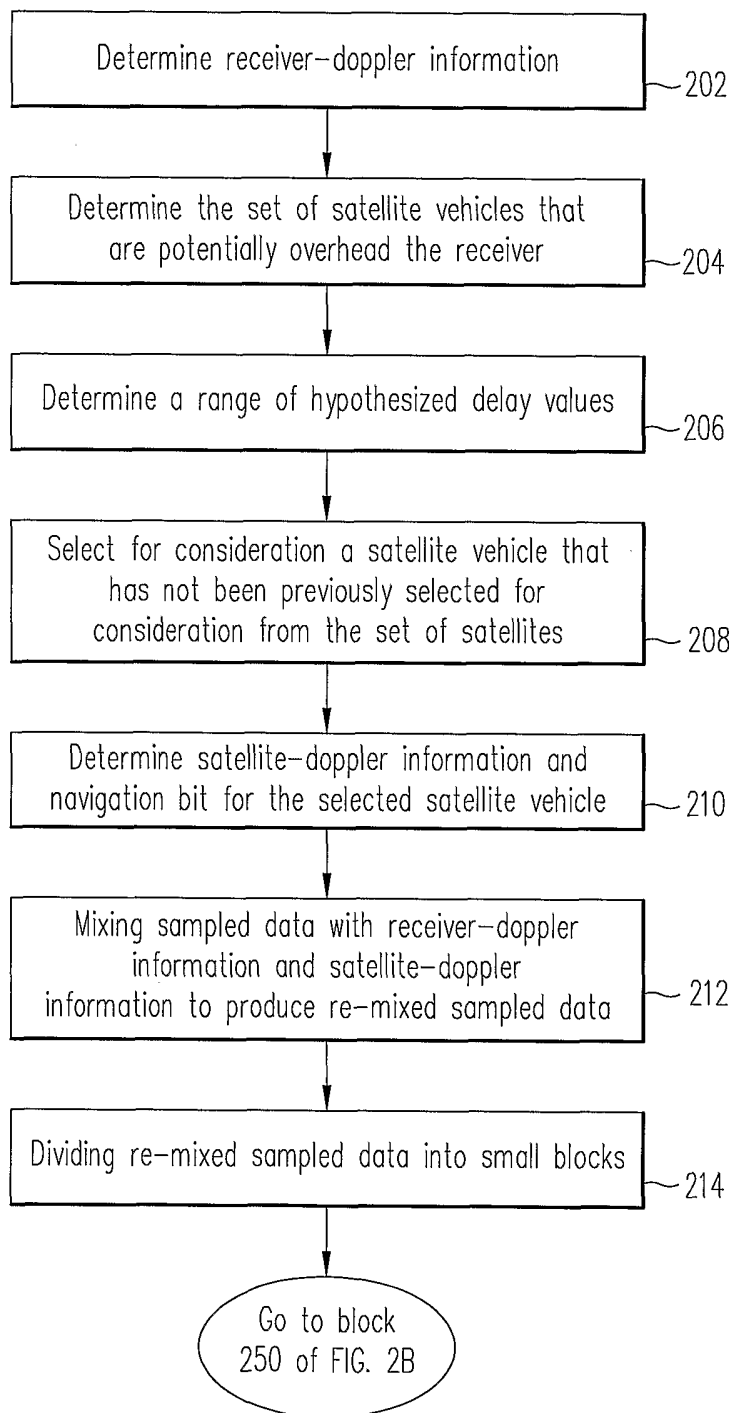 Determine receiver-doppler information
202
Determine the set of satellite vehicles that
are potentially overhead the receiver
204
Determine a range of hypothesized delay values
206
Select for consideration a satellite vehicle that
has not been previously selected for
consideration from the set of satellites
208
Determine satellite-doppler information and
navigation bit for the selected satellite vehicle
210
Mixing sampled data with receiver-doppler
information and satellite-doppler
information to produce re-mixed sampled data
212
Dividing re-mixed sampled data into small blocks
214
Go to block
250 of FIG. 2B